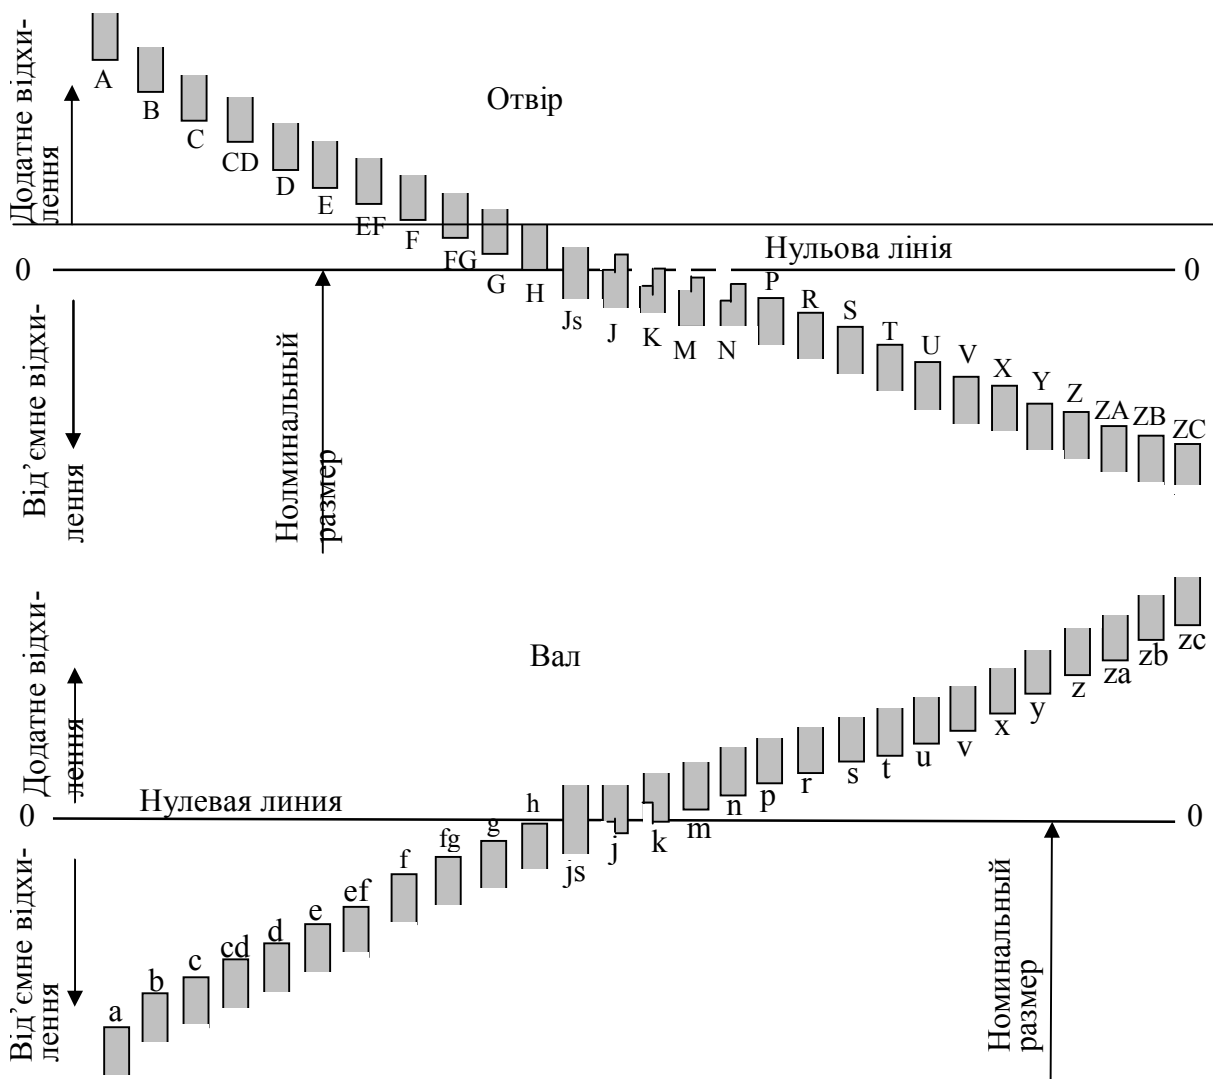 Додатне відхи-
лення
Отвір
A
B
C
CD
D
E
EF
F
FG
G
H
Js
J
K
M
N
P
R
S
T
U
V
X
Y
Z
ZA
ZB
ZC
Нульова лінія
0
0
Від’ємне відхи-
лення
Нолминальный
размер
Додатне відхи-
лення
Вал
Нулевая линия
0
0
a
b
c
cd
d
e
ef
f
fg
g
h
js
j
k
m
n
p
r
s
t
u
v
x
y
z
za
zb
zc
Від’ємне відхи-
лення
Номинальный
размер